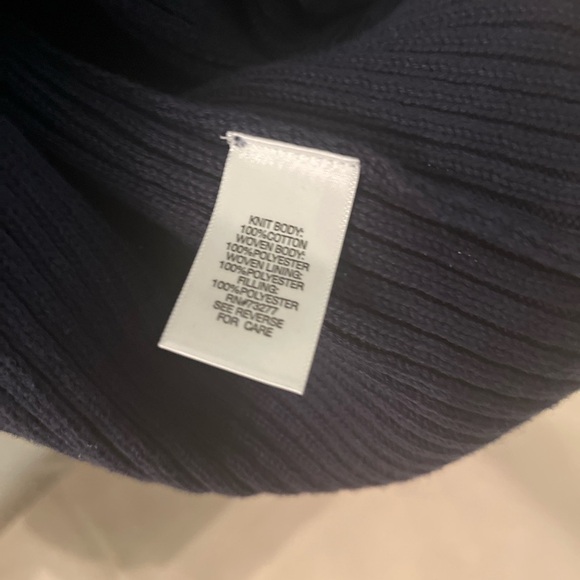 KNIT BODY:
100%COTTON
WOVEN BODY:
100%POLYESTER
WOVEN LINING:
100%POLYESTER
FILLING:
100%POLYESTER
RN#73277
SEE REVERSE
FOR CARE